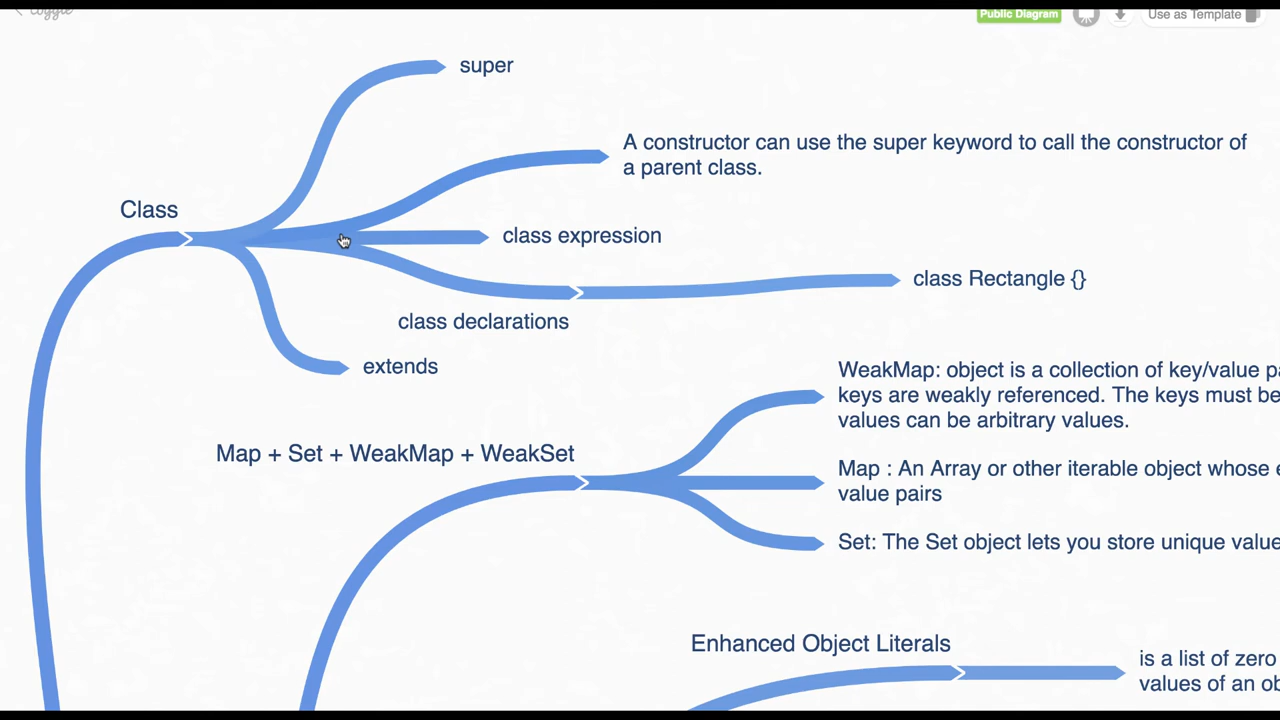 coggle
Public Diagram
Use as Template
super
A constructor can use the super keyword to call the constructor of
a parent class.
Class
class expression
class Rectangle {}
class declarations
extends
WeakMap: object is a collection of key/value
keys are weakly referenced. The keys must be
values can be arbitrary values.
Map + Set + WeakMap + WeakSet
Map : An Array or other iterable object whose
value pairs
Set: The Set object lets you store unique
Enhanced Object Literals
is a list of zero
values of an